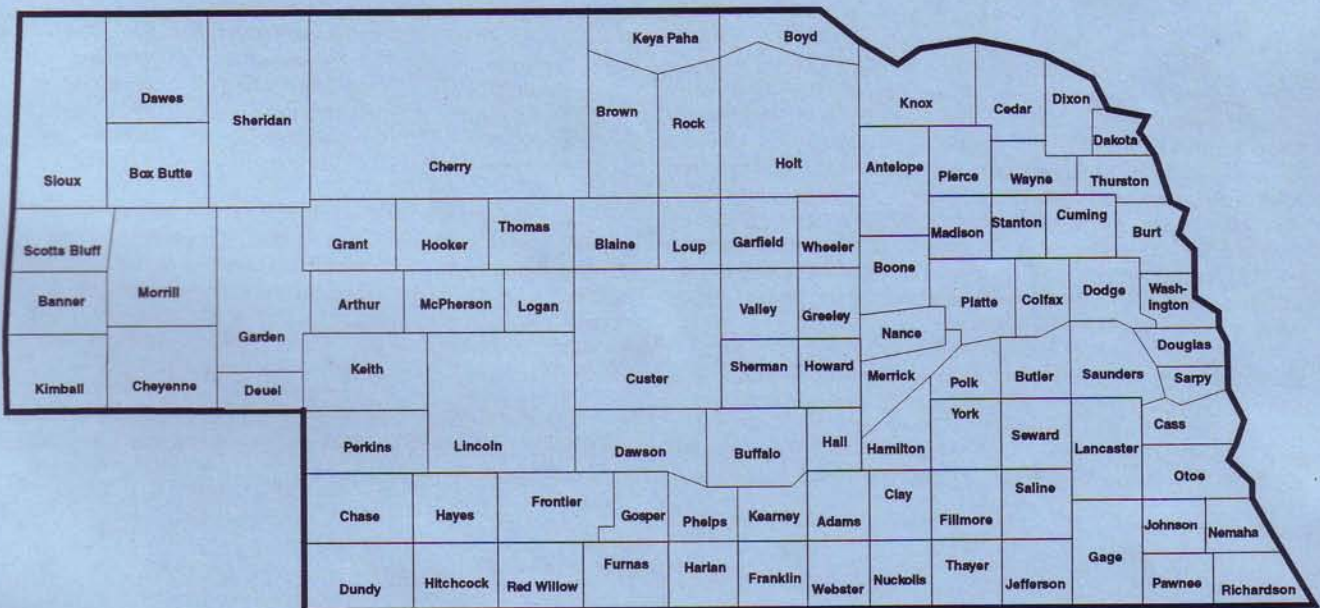 Keya Paha
Boyd
Dawes
Sheridan
Brown
Rock
Knox
Cedar
Dixon
Dakota
Sioux
Box Butte
Cherry
Holt
Antelope
Pierce
Wayne
Thurston
Scotts Bluff
Grant
Hooker
Thomas
Blaine
Loup
Garfield
Wheeler
Madison
Stanton
Cuming
Burt
Boone
Banner
Morrill
Garden
Arthur
McPherson
Logan
Valley
Greeley
Platte
Colfax
Dodge
Wash-
ington
Nance
Kimball
Cheyenne
Deuel
Keith
Custer
Sherman
Howard
Merrick
Polk
Butler
Saunders
Douglas
Sarpy
Perkins
Lincoln
Dawson
Buffalo
Hall
Hamilton
York
Seward
Lancaster
Cass
Otoe
Chase
Hayes
Frontier
Gosper
Phelps
Kearney
Adams
Clay
Fillmore
Saline
Johnson
Nemaha
Dundy
Hitchcock
Red Willow
Furnas
Harlan
Franklin
Webster
Nuckolls
Thayer
Jefferson
Gage
Pawnee
Richardson